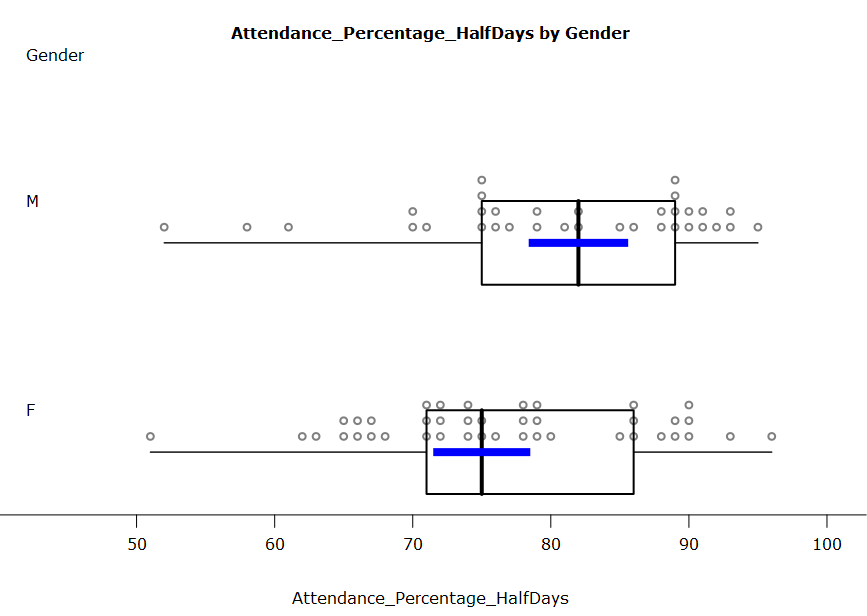 Attendance_Percentage_HalfDays by Gender
Gender
M
F
50 60 70 80 90 100
Attendance_Percentage_HalfDays